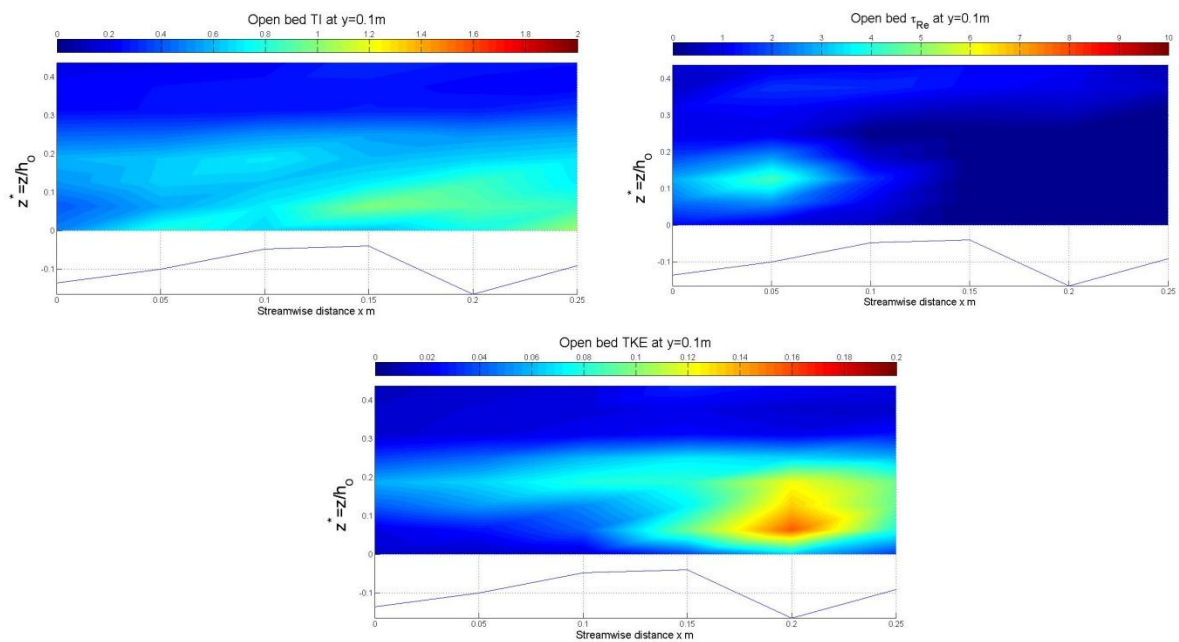 Open bed TI at y=0.1m
0 0.2 0.4 0.6 0.8 1 1.2 1.4 1.6 1.8 2
0.4
0.3
0.2
0.1
0
-0.1
z*=z/ho
0 0.05 0.1 0.15 0.2 0.25
Streamwise distance x m
Open bed τRe at y=0.1m
0 1 2 3 4 5 6 7 8 9 10
0.4
0.3
0.2
0.1
0
-0.1
z*=z/ho
0 0.05 0.1 0.15 0.2 0.25
Streamwise distance x m
Open bed TKE at y=0.1m
0 0.02 0.04 0.06 0.08 0.1 0.12 0.14 0.16 0.18 0.2
0.4
0.3
0.2
0.1
0
-0.1
z*=z/ho
0 0.05 0.1 0.15 0.2 0.25
Streamwise distance x m